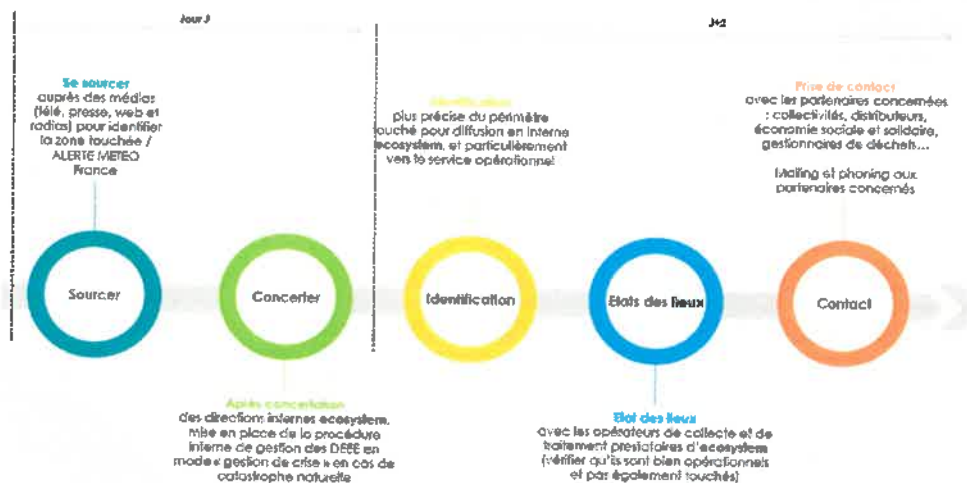 Jour J
J+2
Se sourcer
auprès des médias
(télé, presse, web et
radios) pour identifier
la zone touchée /
ALERTE METEO
France
Identification
plus précise du périmètre
touché pour diffusion en interne
ecosystem, et particulièrement
vers le service opérationnel
Prise de contact
avec les partenaires concernées
: collectivités, distributeurs,
économie sociale et solidaire,
gestionnaires de déchets...
Mailing et phoning aux
partenaires concernés
Sourcer
Concerter
Identification
Etats des lieux
Contact
Après concertation
des directions internes ecosystem,
mise en place de la procédure
interne de gestion des DEEE en
mode « gestion de crise » en cas de
catastrophe naturelle
Etat des lieux
avec les opérateurs de collecte et de
traitement prestataires d'ecosystem
(vérifier qu'ils sont bien opérationnels
et pas également touchés)